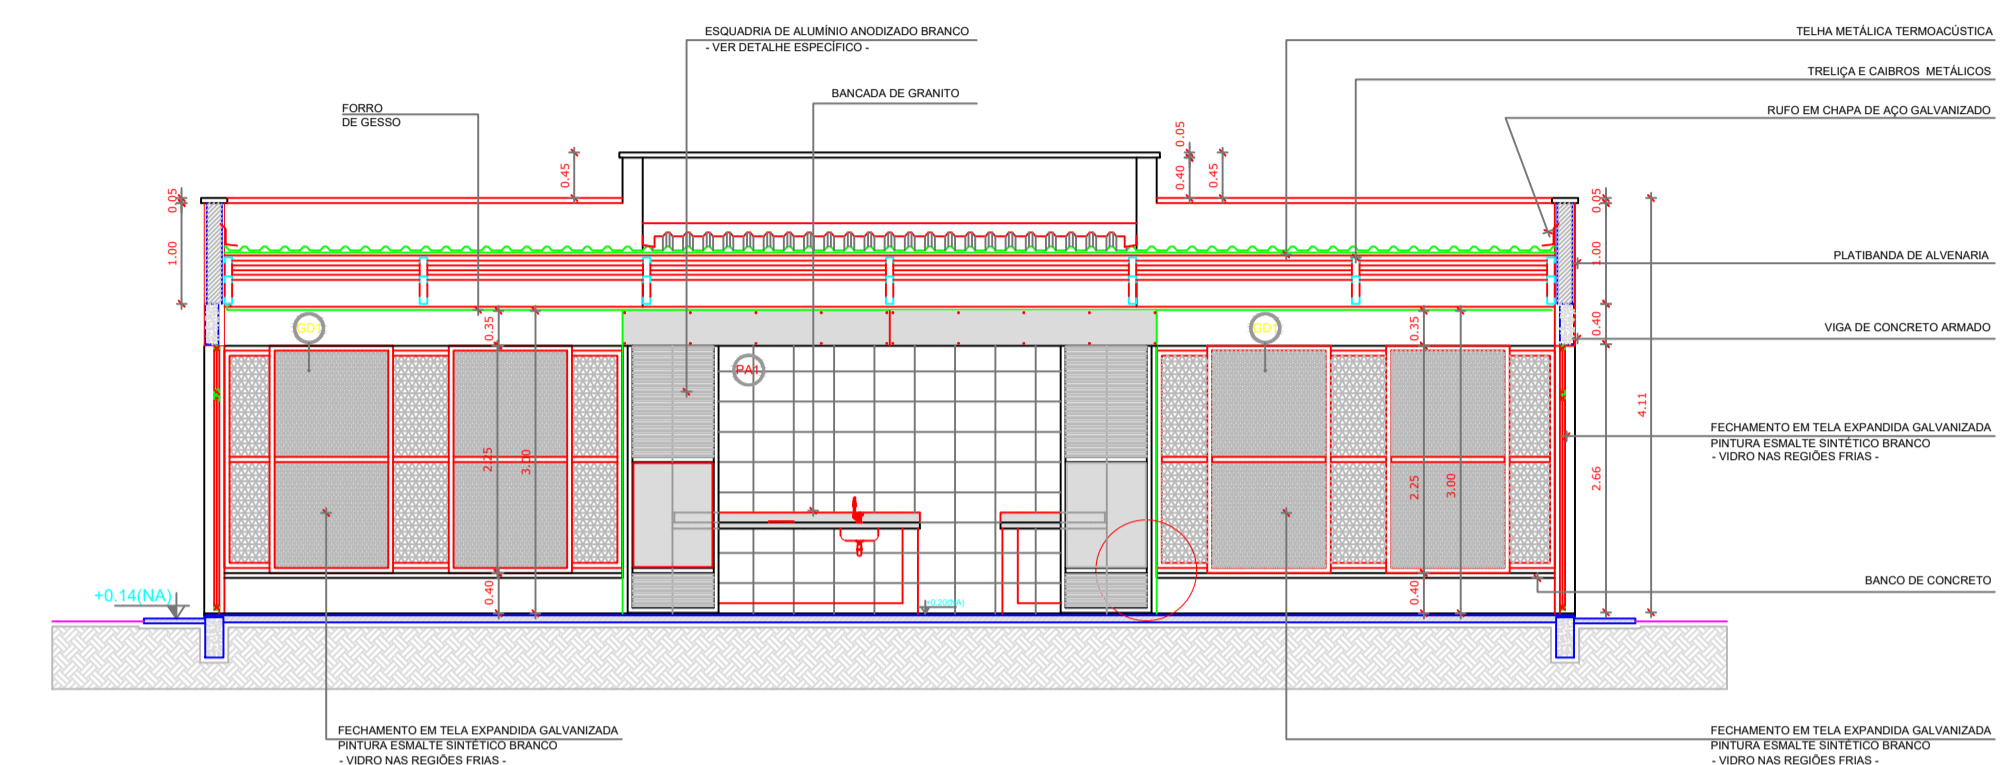 ESQUADRIA DE ALUMÍNIO ANODIZADO BRANCO
- VER DETALHE ESPECÍFICO -
TELHA METÁLICA TERMOACÚSTICA
TRELIÇA E CAIBROS METÁLICOS
BANCADA DE GRANITO
FORRO
DE GESSO
RUFO EM CHAPA DE AÇO GALVANIZADO
0.45
0.05
0.40
0.45
0.05
1.00
0.05
1.00
PLATIBANDA DE ALVENARIA
GD1
0.35
GD1
0.35
0.40
VIGA DE CONCRETO ARMADO
PA1
4.11
FECHAMENTO EM TELA EXPANDIDA GALVANIZADA
PINTURA ESMALTE SINTÉTICO BRANCO
- VIDRO NAS REGIÕES FRIAS -
2.25
3.00
2.25
3.00
2.66
BANCO DE CONCRETO
0.40
0.40
+0.14(NA)
+0.20(NA)
FECHAMENTO EM TELA EXPANDIDA GALVANIZADA
PINTURA ESMALTE SINTÉTICO BRANCO
- VIDRO NAS REGIÕES FRIAS -
FECHAMENTO EM TELA EXPANDIDA GALVANIZADA
PINTURA ESMALTE SINTÉTICO BRANCO
- VIDRO NAS REGIÕES FRIAS -